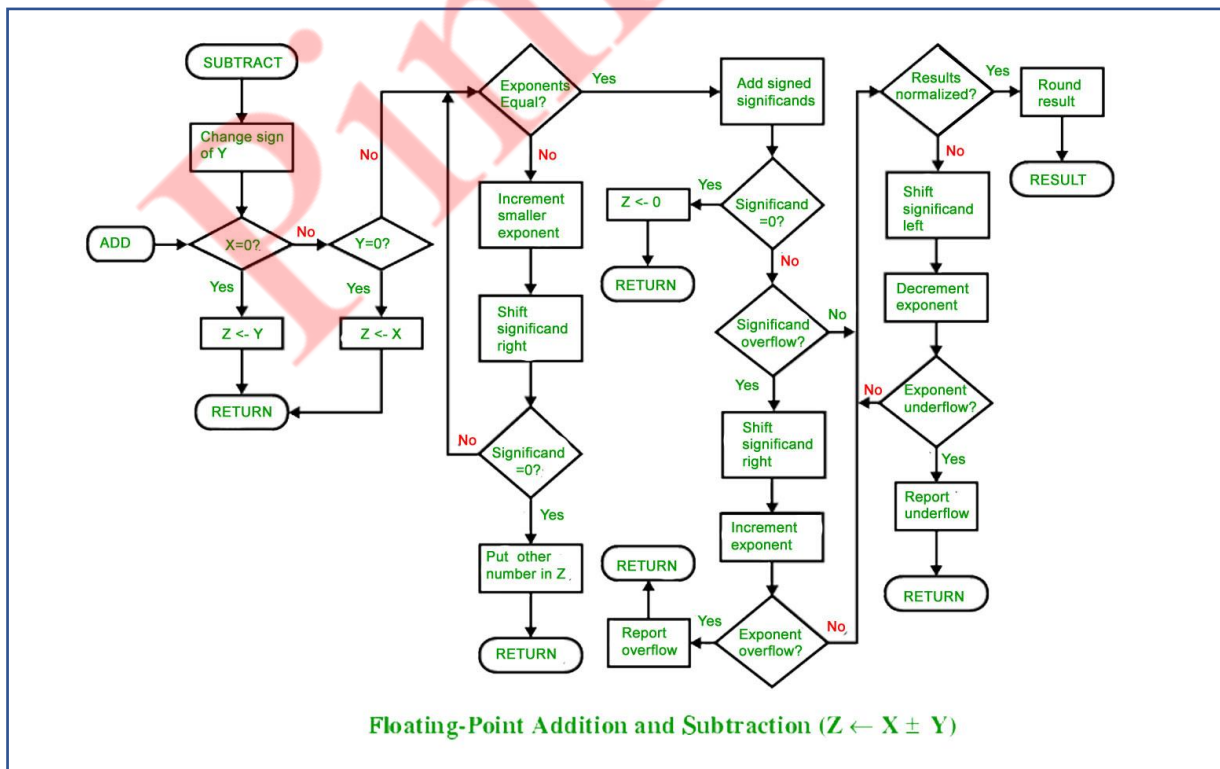 SUBTRACT
Change sign
of Y
ADD
X=0?
No
Y=0?
No
Yes
Yes
Z <- Y
Z <- X
RETURN
Exponents
Equal?
Yes
No
Increment
smaller
exponent
Shift
significand
right
Significand
=0?
No
Yes
Put other
number in Z
RETURN
Add signed
significands
Significand
=0?
Yes
Z <- 0
RETURN
No
Significand
overflow?
No
Yes
Shift
significand
right
Increment
exponent
Exponent
overflow?
Yes
Report
overflow
RETURN
No
Results
normalized?
Yes
Round
result
RESULT
No
Shift
significand
left
Decrement
exponent
Exponent
underflow?
No
Yes
Report
underflow
RETURN
Floating-Point Addition and Subtraction (Z ← X ± Y)